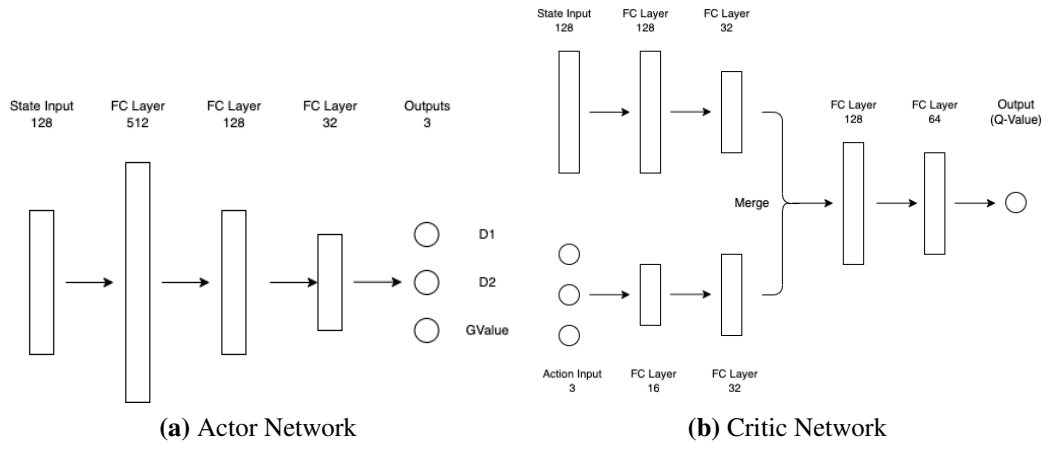 State Input
128
FC Layer
512
FC Layer
128
FC Layer
32
Outputs
3
D1
D2
GValue
(a) Actor Network
State Input
128
FC Layer
128
FC Layer
32
Merge
FC Layer
128
FC Layer
64
Output
(Q-Value)
Action Input
3
FC Layer
16
FC Layer
32
(b) Critic Network